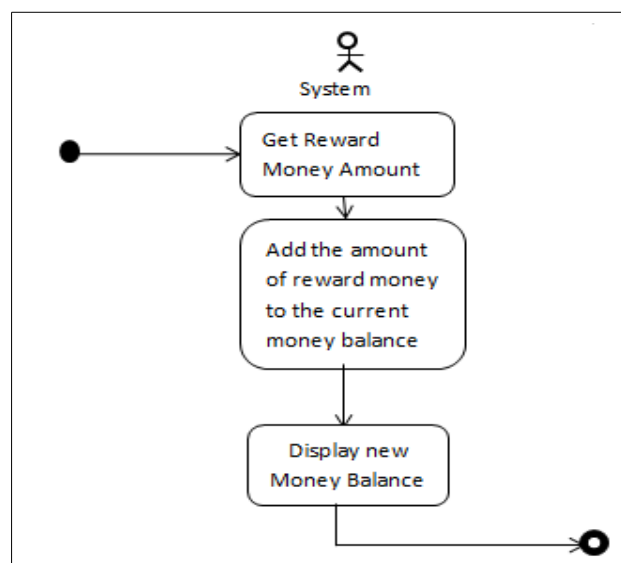 System
Get Reward
Money Amount
Add the amount
of reward money
to the current
money balance
Display new
Money Balance